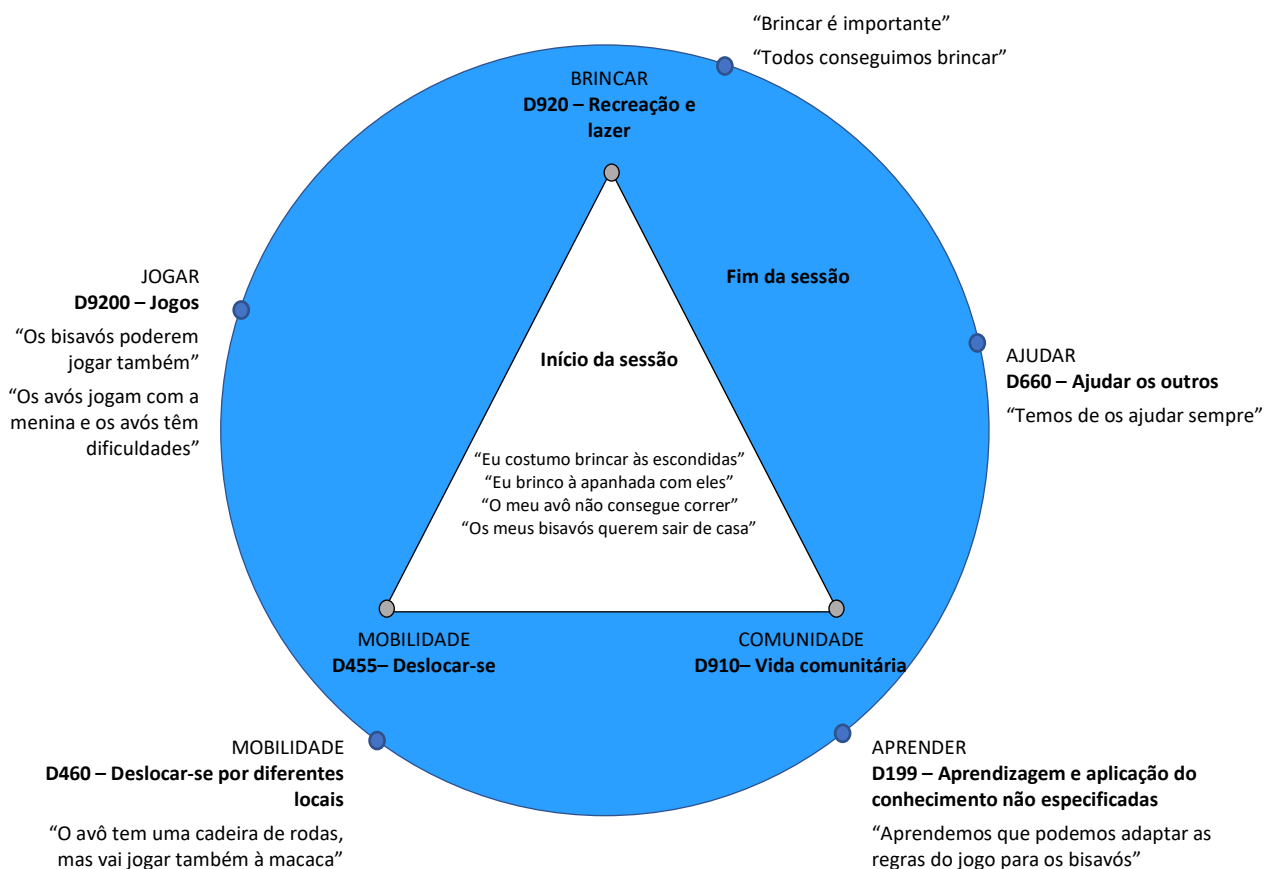 “Brincar é importante”
“Todos conseguimos brincar”
BRINCAR
D920 – Recreação e
lazer
JOGAR
D9200 – Jogos
“Os bisavós poderem
jogar também”
“Os avós jogam com a
menina e os avós têm
dificuldades”
Fim da sessão
Início da sessão
AJUDAR
D660 – Ajudar os outros
“Temos de os ajudar sempre”
“Eu costumo brincar às escondidas”
“Eu brinco à apanhada com eles”
“O meu avô não consegue correr”
“Os meus bisavós querem sair de casa”
MOBILIDADE
D455– Deslocar-se
COMUNIDADE
D910– Vida comunitária
MOBILIDADE
D460 – Deslocar-se por diferentes
locais
“O avô tem uma cadeira de rodas,
mas vai jogar também à macaca”
APRENDER
D199 – Aprendizagem e aplicação do
conhecimento não especificadas
“Aprendemos que podemos adaptar as
regras do jogo para os bisavós”